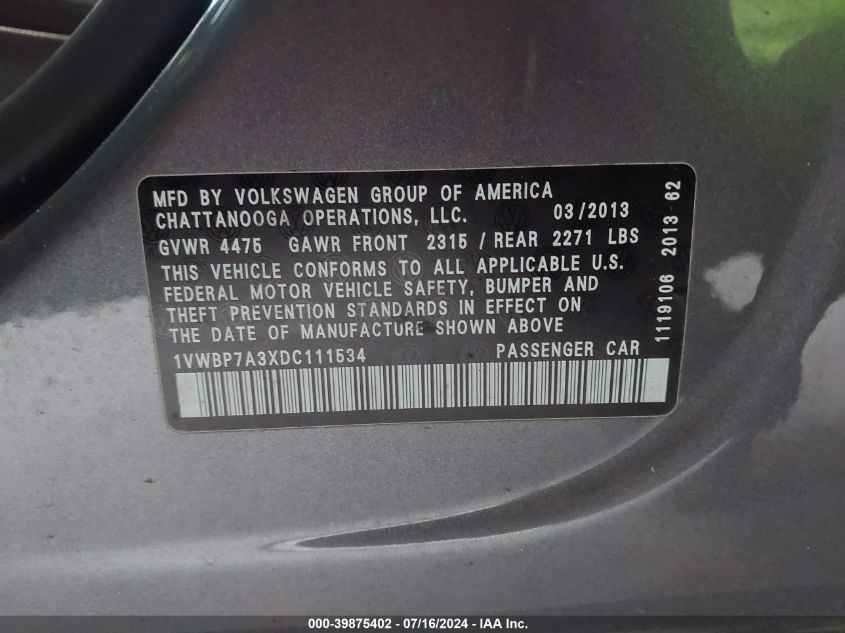 MFD BY VOLKSWAGEN GROUP OF AMERICA
CHATTANOOGA OPERATIONS, LLC. 03/2013
GVWR 4475 GAWR FRONT 2315 / REAR 2271 LBS
THIS VEHICLE CONFORMS TO ALL APPLICABLE U.S.
FEDERAL MOTOR VEHICLE SAFETY, BUMPER AND
THEFT PREVENTION STANDARDS IN EFFECT ON
THE DATE OF MANUFACTURE SHOWN ABOVE
1VWBP7A3XDC111534 PASSENGER CAR
1119106 2013 62
000-39875402 - 07/16/2024 - IAA Inc.